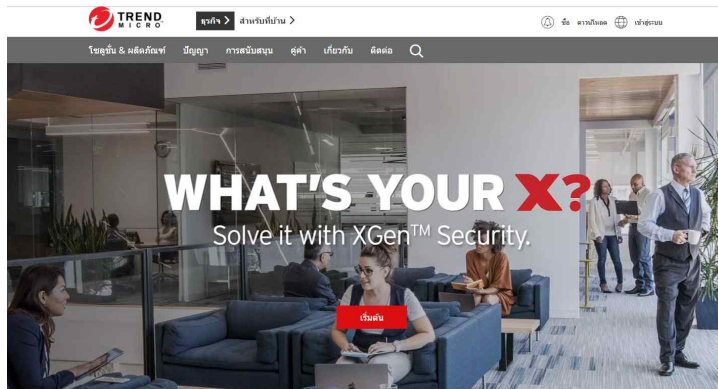 TREND
MICRO
ธุรกิจ > สำหรับที่บ้าน >
ซื้อ ดาวน์โหลด เข้าสู่ระบบ
โซลูชั่น & ผลิตภัณฑ์ ปัญญา การสนับสนุน คู่ค้า เกี่ยวกับ ติดต่อ
WHAT'S YOUR X?
Solve it with XGen™ Security.
เริ่มต้น